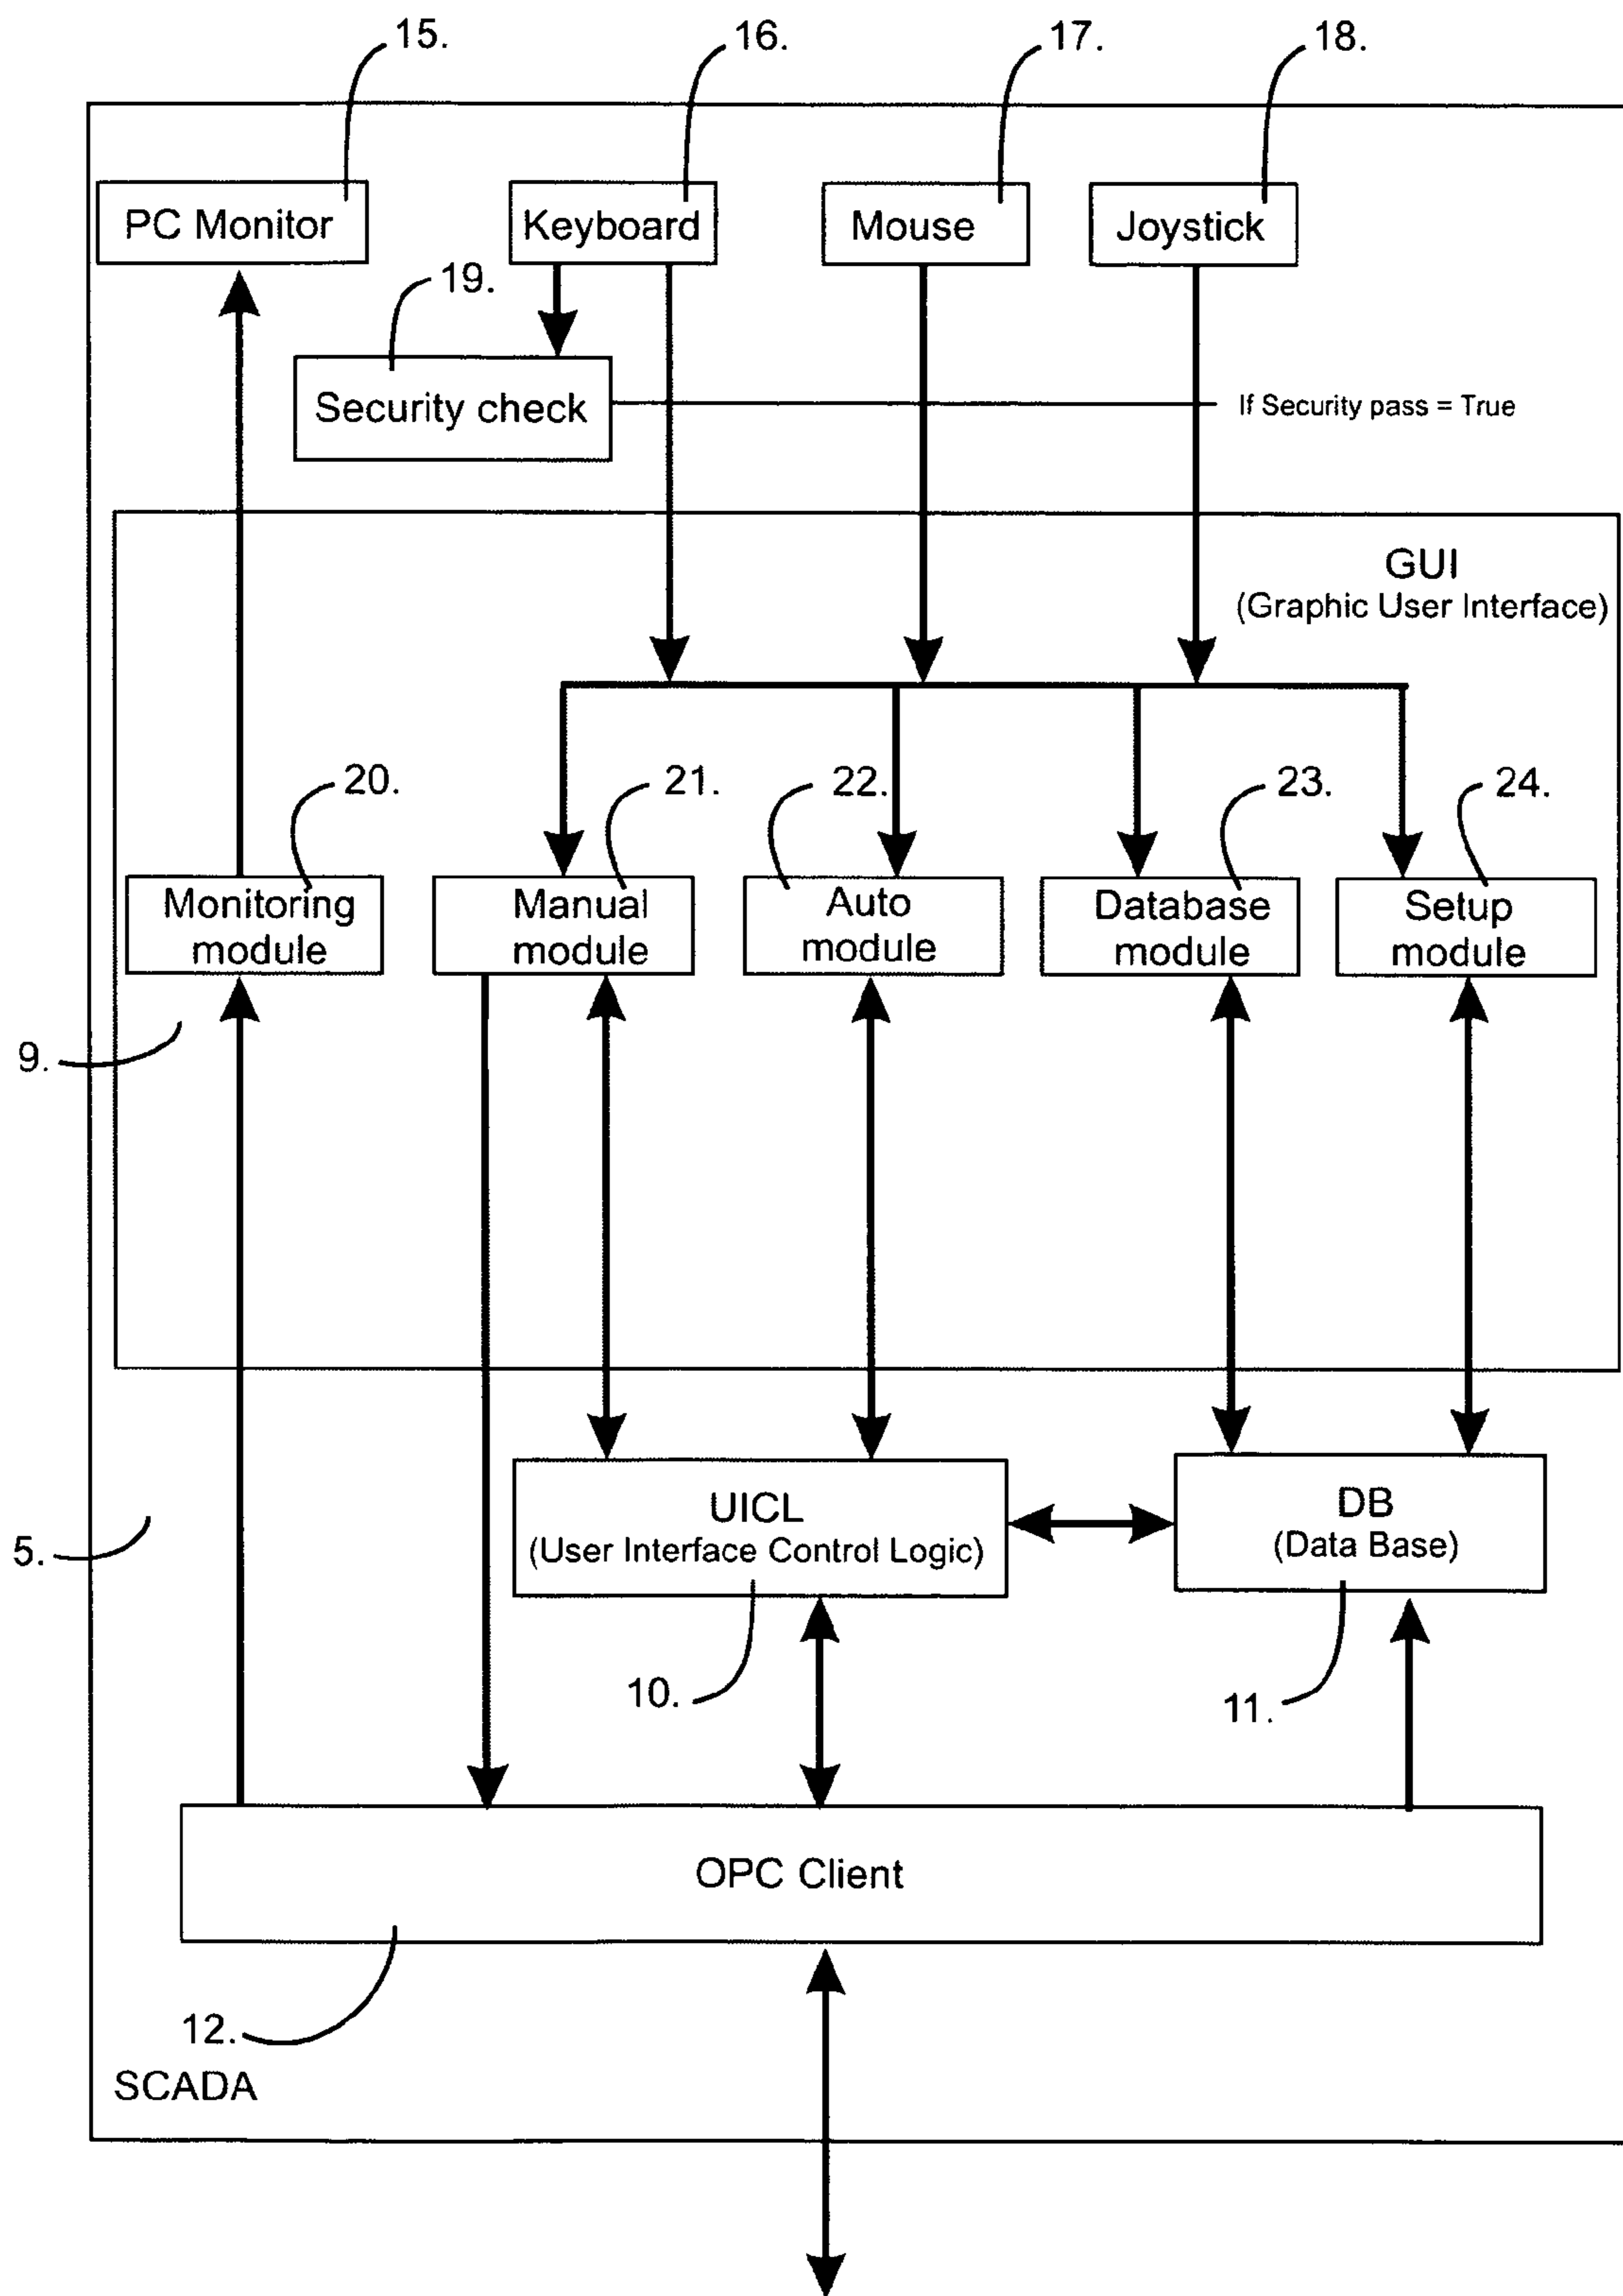 15.
16.
17.
18.
PC Monitor
Keyboard
Mouse
Joystick
19.
Security check
If Security pass = True
GUI
(Graphic User Interface)
20.
21.
22.
23.
24.
Monitoring
module
Manual
module
Auto
module
Database
module
Setup
module
9.
UICL
(User Interface Control Logic)
DB
(Data Base)
5.
10.
11.
OPC Client
12.
SCADA